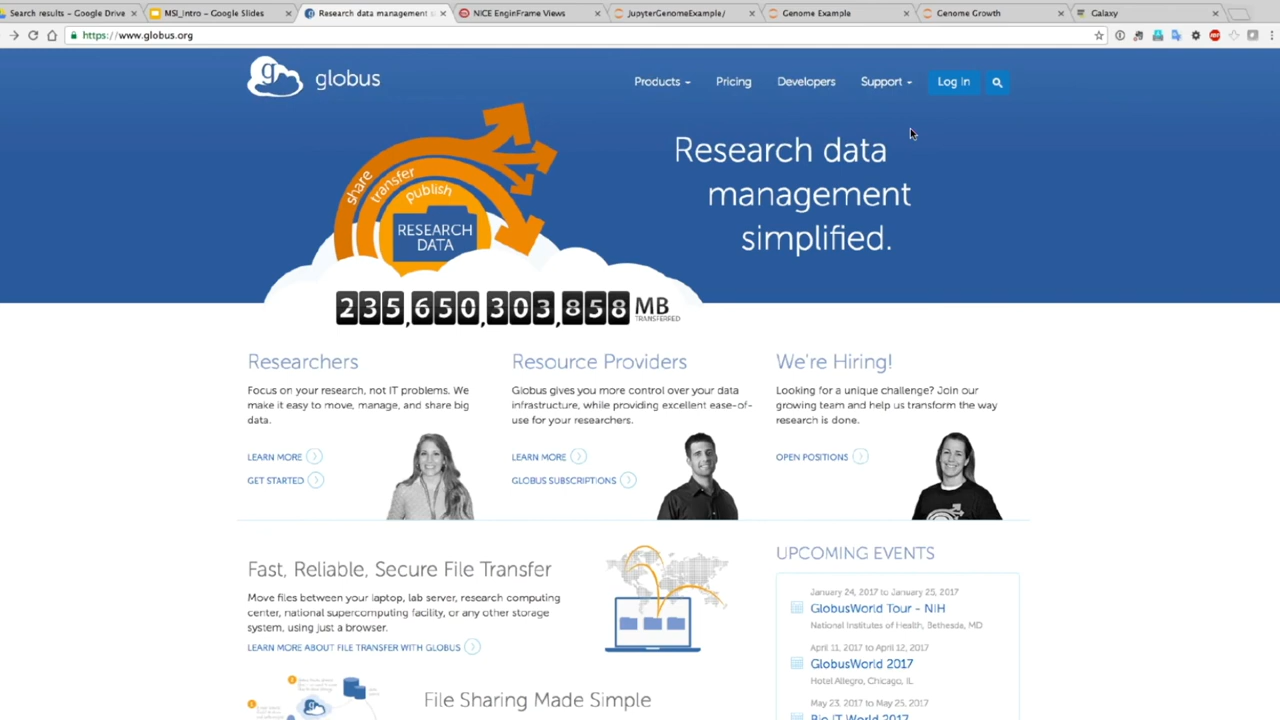 Search results – Google Drive
MSI_Intro – Google Slides
Research data management
NICE EnginFrame Views
JupyterGenomeExample/
Genome Example
Genome Growth
Galaxy
https://www.globus.org
globus
Products
Pricing
Developers
Support
Log In
share
transfer
publish
RESEARCH
DATA
Research data
management
simplified.
235,650,303,858 MB
TRANSFERRED
Researchers
Focus on your research, not IT problems. We
make it easy to move, manage, and share big
data.
LEARN MORE
GET STARTED
Resource Providers
Globus gives you more control over your data
infrastructure, while providing excellent ease-of-
use for your researchers.
LEARN MORE
GLOBUS SUBSCRIPTIONS
We're Hiring!
Looking for a unique challenge? Join our
growing team and help us transform the way
research is done.
OPEN POSITIONS
Fast, Reliable, Secure File Transfer
Move files between your laptop, lab server, research computing
center, national supercomputing facility, or any other storage
system, using just a browser.
LEARN MORE ABOUT FILE TRANSFER WITH GLOBUS
File Sharing Made Simple
UPCOMING EVENTS
January 24, 2017 to January 25, 2017
GlobusWorld Tour - NIH
National Institutes of Health, Bethesda, MD
April 11, 2017 to April 12, 2017
GlobusWorld 2017
Hotel Allegro, Chicago, IL
May 23, 2017 to May 25, 2017
Bio IT World 2017